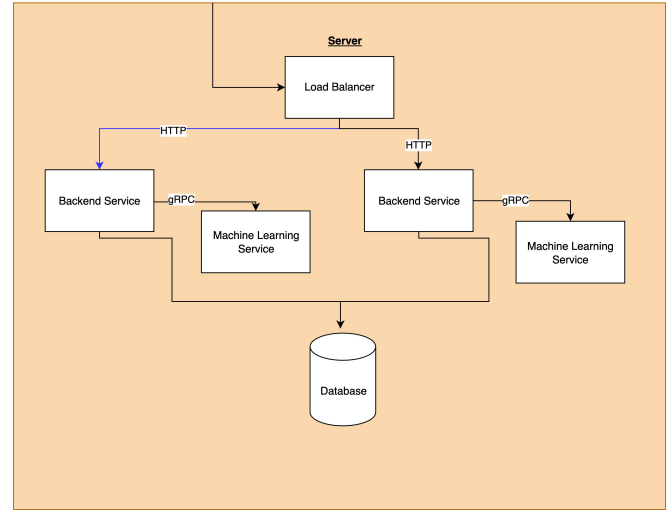 Server
Load Balancer
HTTP
HTTP
Backend Service
gRPC
Backend Service
gRPC
Machine Learning
Service
Machine Learning
Service
Database